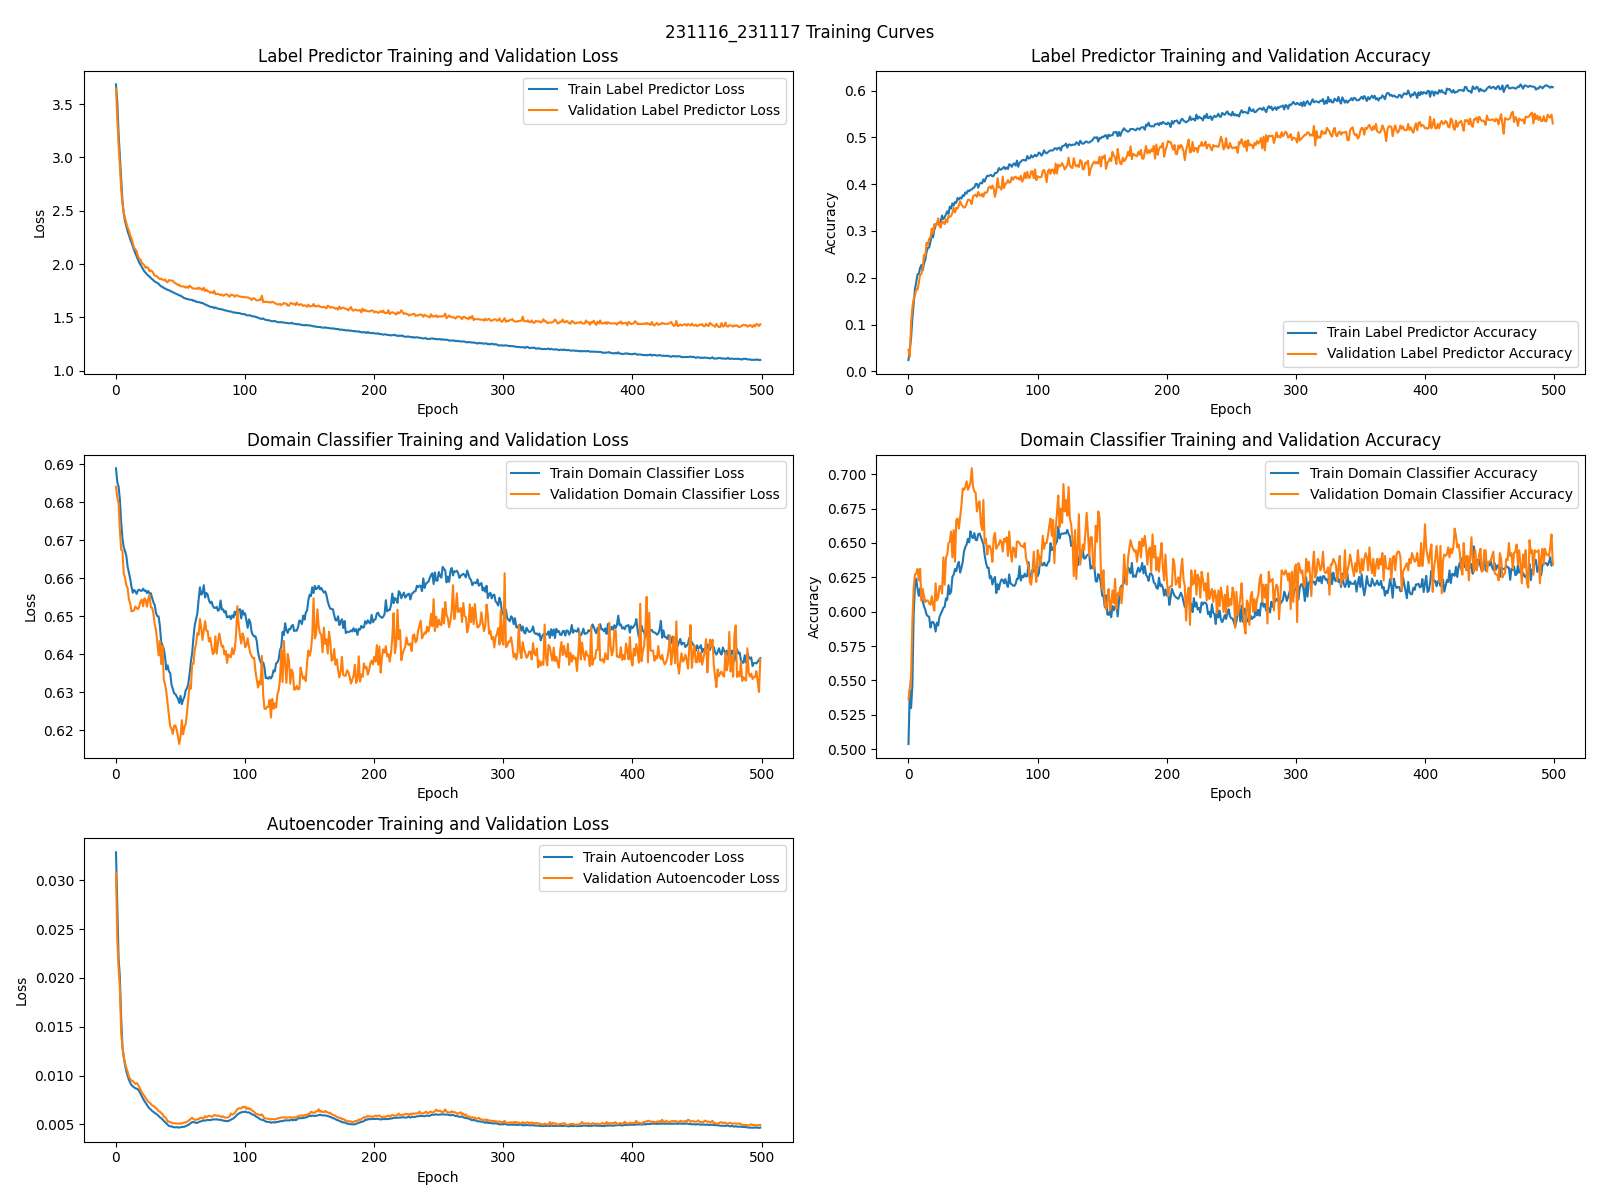 231116_231117 Training Curves
Label Predictor Training and Validation Loss
Train Label Predictor Loss
Validation Label Predictor Loss
3.5
3.0
2.5
2.0
1.5
1.0
Loss
0 100 200 300 400 500
Epoch
Label Predictor Training and Validation Accuracy
0.6
0.5
0.4
0.3
0.2
0.1
0.0
Accuracy
Train Label Predictor Accuracy
Validation Label Predictor Accuracy
0 100 200 300 400 500
Epoch
Domain Classifier Training and Validation Loss
Train Domain Classifier Loss
Validation Domain Classifier Loss
0.69
0.68
0.67
0.66
0.65
0.64
0.63
0.62
Loss
0 100 200 300 400 500
Epoch
Domain Classifier Training and Validation Accuracy
Train Domain Classifier Accuracy
Validation Domain Classifier Accuracy
0.700
0.675
0.650
0.625
0.600
0.575
0.550
0.525
0.500
Accuracy
0 100 200 300 400 500
Epoch
Autoencoder Training and Validation Loss
Train Autoencoder Loss
Validation Autoencoder Loss
0.030
0.025
0.020
0.015
0.010
0.005
Loss
0 100 200 300 400 500
Epoch